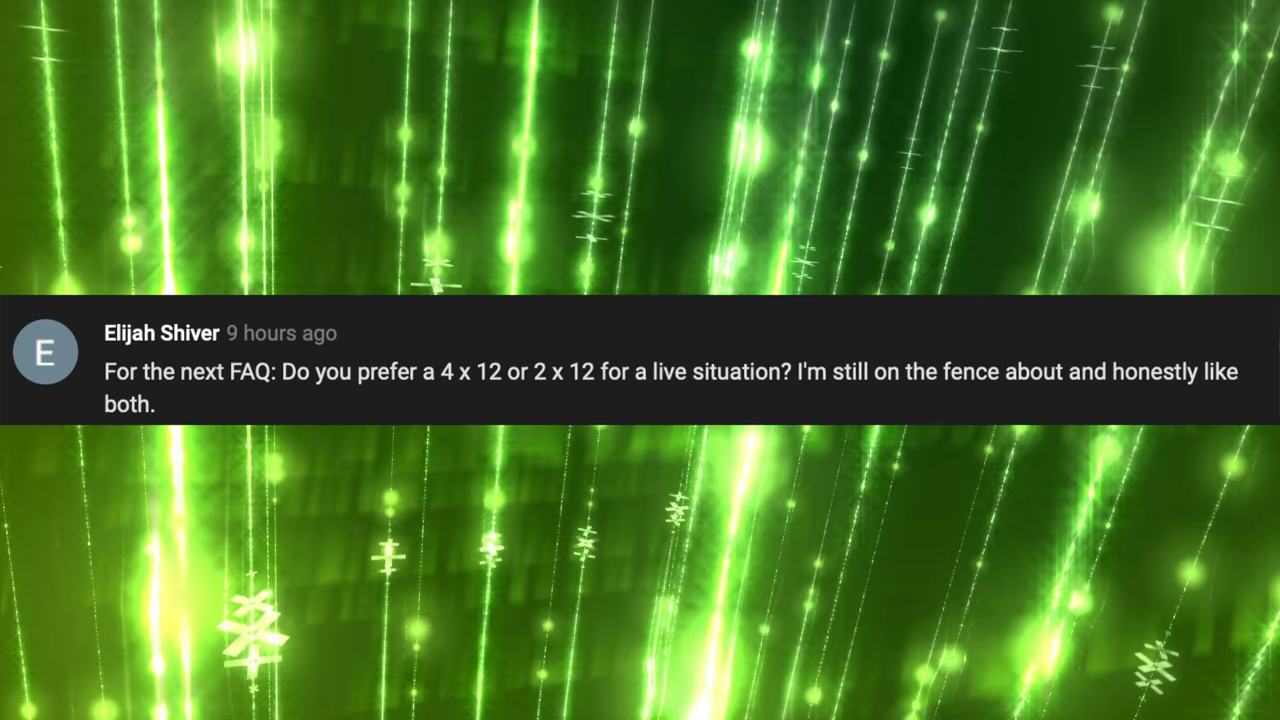 E
Elijah Shiver 9 hours ago
For the next FAQ: Do you prefer a 4 x 12 or 2 x 12 for a live situation? I'm still on the fence about and honestly like
both.